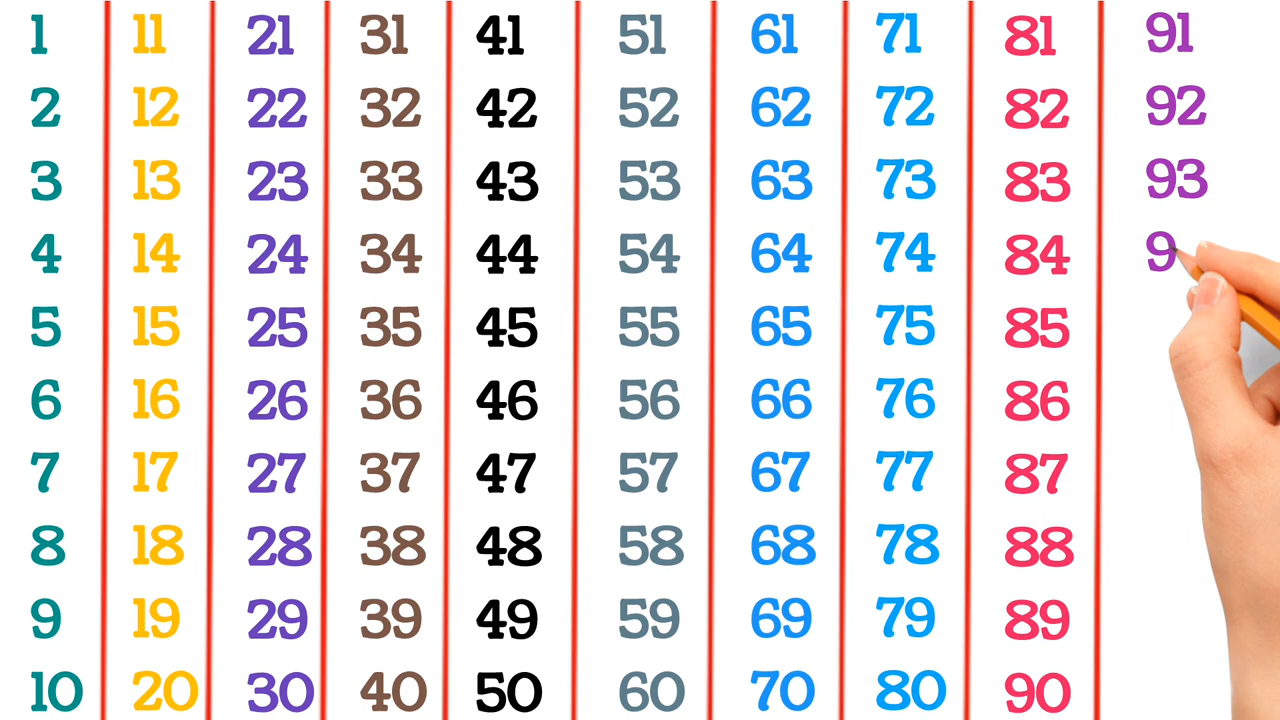 1 11 21 31 41 51 61 71 81 91
2 12 22 32 42 52 62 72 82 92
3 13 23 33 43 53 63 73 83 93
4 14 24 34 44 54 64 74 84 9
5 15 25 35 45 55 65 75 85
6 16 26 36 46 56 66 76 86
7 17 27 37 47 57 67 77 87
8 18 28 38 48 58 68 78 88
9 19 29 39 49 59 69 79 89
10 20 30 40 50 60 70 80 90